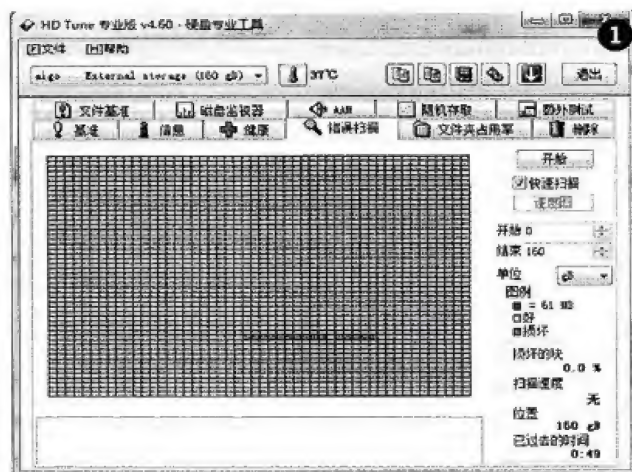 HD Tune 专业版 v4.60 - 硬盘专业工具
1
[F]文件 [H]帮助
aigo External storage (160 gB) 37℃ 退出
文件基准 磁盘监视器 AAM 随机存取 额外测试
基准 信息 健康 错误扫描 文件夹占用率 擦除
开始
快速扫描
速度图
开始 0
结束 160
单位 gB
图例
= 61 MB
好
损坏
损坏的块
0.0 %
扫描速度
无
位置
160 gB
已过去的时间
0:49